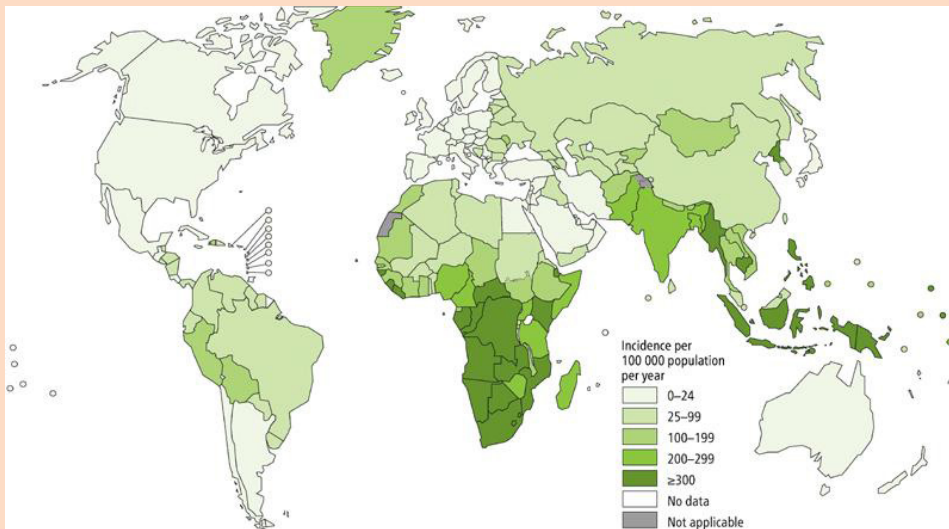 Incidence per
100 000 population
per year
0–24
25–99
100–199
200–299
≥300
No data
Not applicable